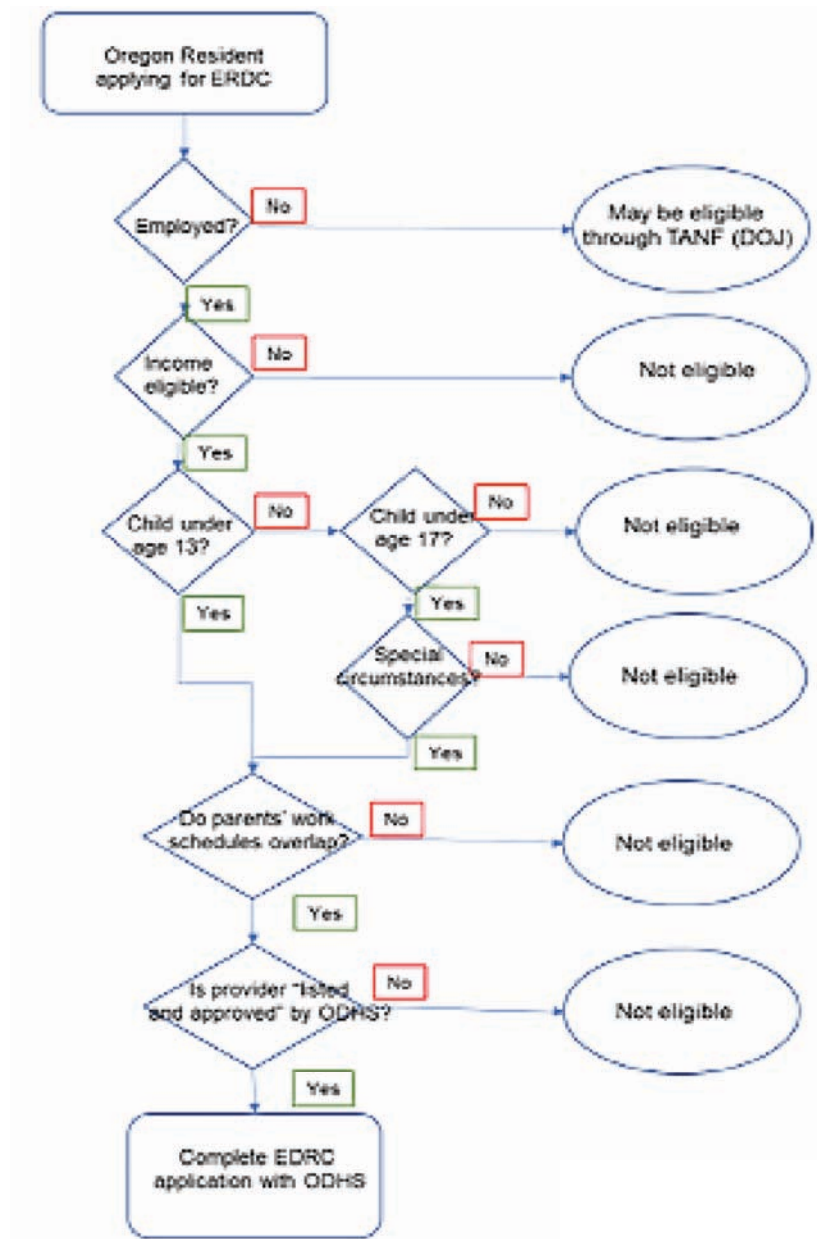 Oregon Resident
applying for ERDC
Employed?
No
May be eligible
through TANF (DOJ)
Yes
Income
eligible?
No
Not eligible
Yes
Child under
age 13?
No
Child under
age 17?
No
Not eligible
Yes
Yes
Special
circumstances?
No
Not eligible
Yes
Do parents' work
schedules overlap?
No
Not eligible
Yes
Is provider "listed
and approved" by ODHS?
No
Not eligible
Yes
Complete EDRC
application with ODHS